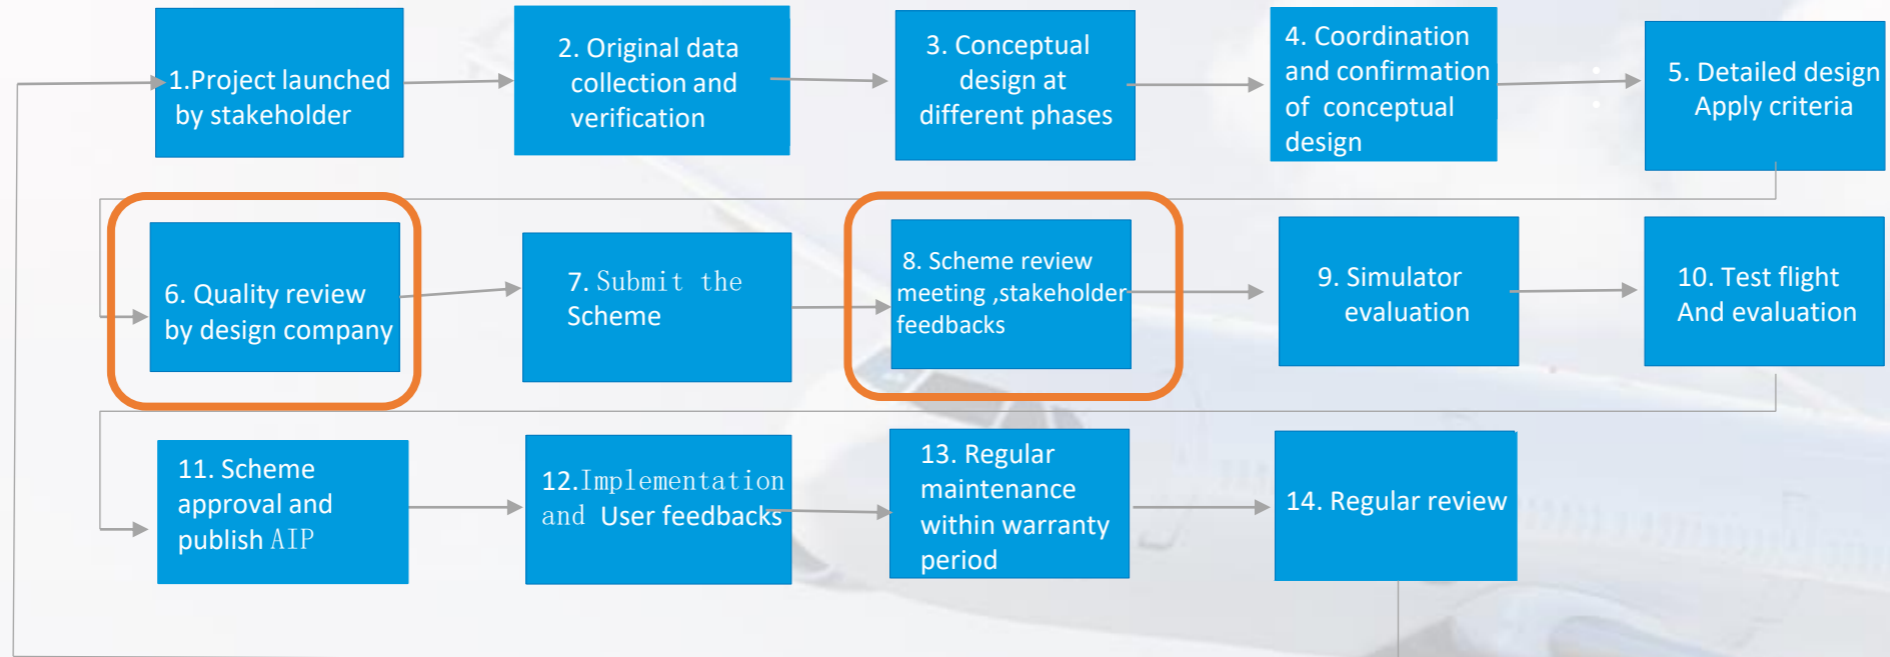 1.Project launched
by stakeholder
2. Original data
collection and
verification
3. Conceptual
design at
different phases
4. Coordination
and confirmation
of conceptual
design
5. Detailed design
Apply criteria
6. Quality review
by design company
7. Submit the
Scheme
8. Scheme review
meeting ,stakeholder
feedbacks
9. Simulator
evaluation
10. Test flight
And evaluation
11. Scheme
approval and
publish AIP
12.Implementation
and User feedbacks
13. Regular
maintenance
within warranty
period
14. Regular review